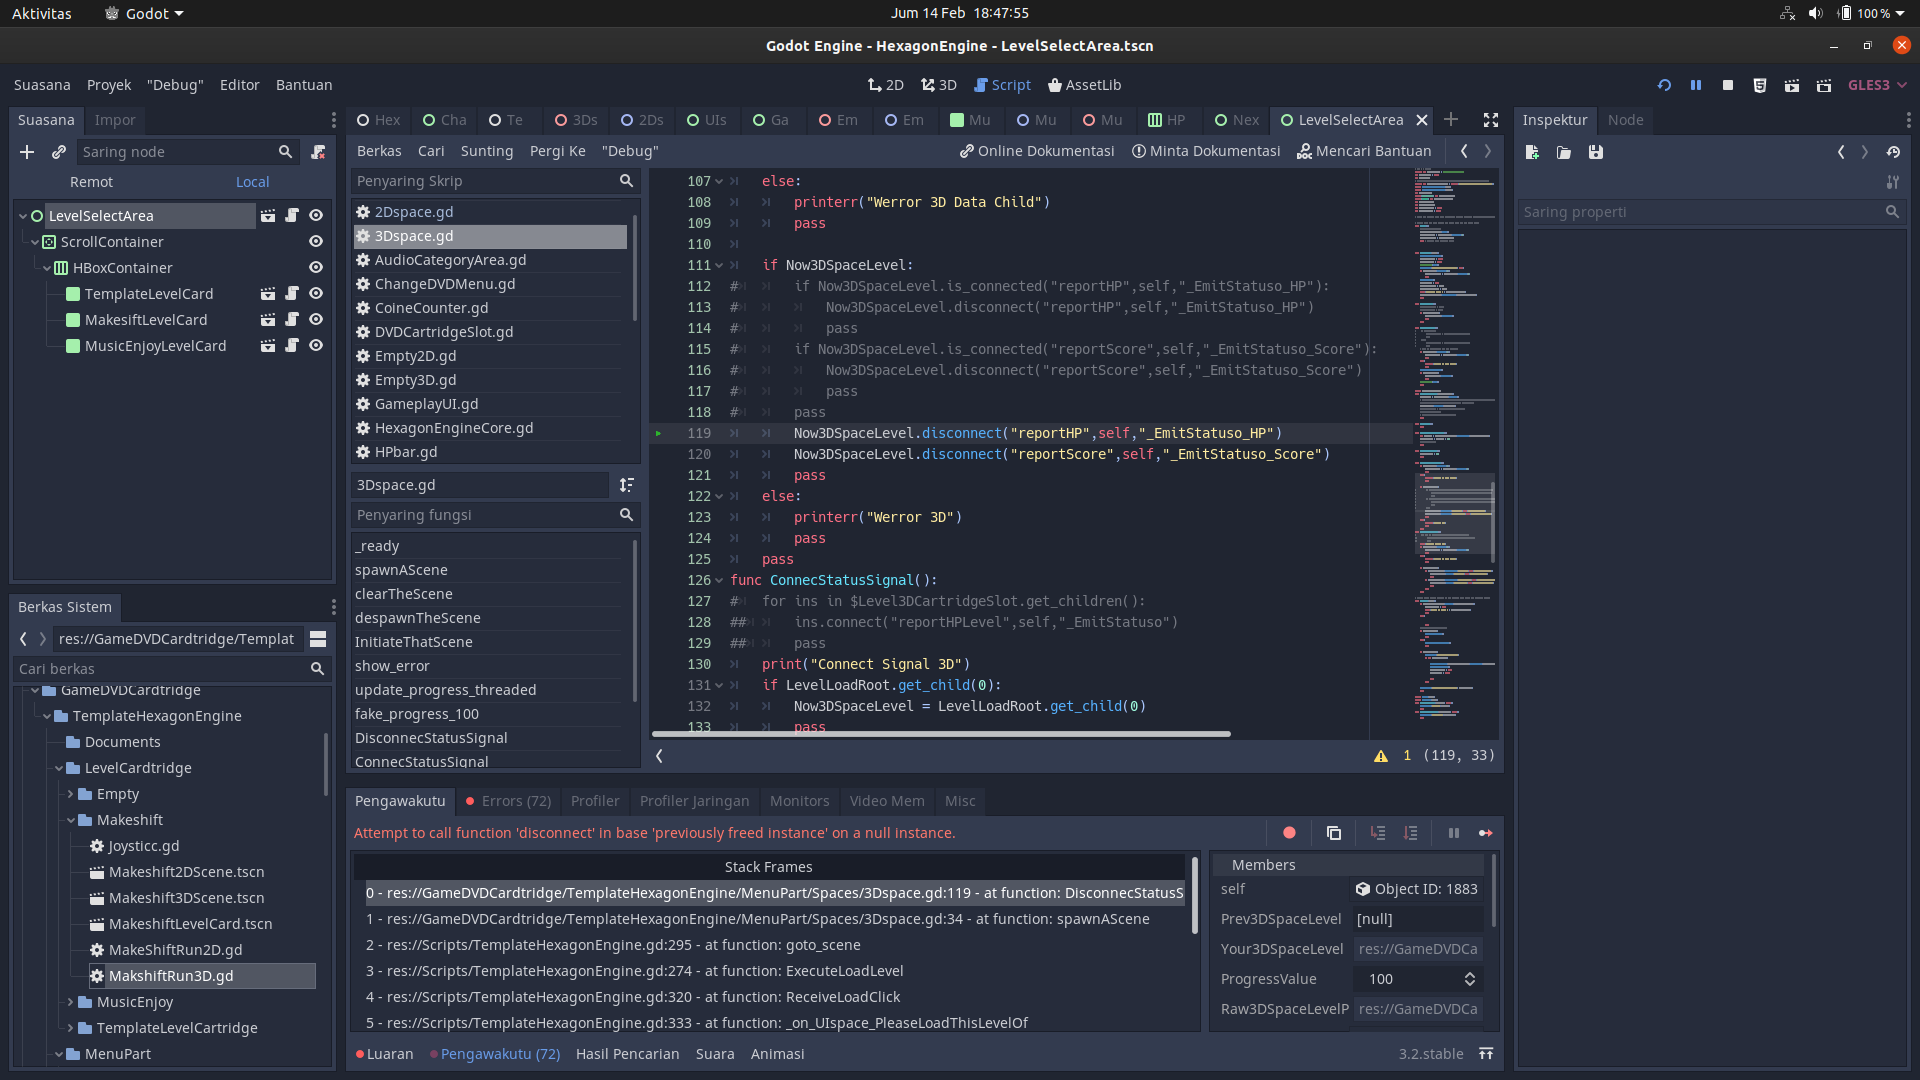 Aktivitas
Godot
Jum 14 Feb 18:47:55
100 %
Godot Engine - HexagonEngine - LevelSelectArea.tscn
Suasana Proyek "Debug" Editor Bantuan
2D 3D Script AssetLib
GLES3
Suasana Impor
Saring node
Remot Local
LevelSelectArea
ScrollContainer
HBoxContainer
TemplateLevelCard
MakesiftLevelCard
MusicEnjoyLevelCard
Berkas Sistem
res://GameDVDCardtridge/Templat
Cari berkas
GameDVDCardtridge
TemplateHexagonEngine
Documents
LevelCardtridge
Empty
Makeshift
Joysticc.gd
Makeshift2DScene.tscn
Makeshift3DScene.tscn
MakeshiftLevelCard.tscn
MakeShiftRun2D.gd
MakshiftRun3D.gd
MusicEnjoy
TemplateLevelCartridge
MenuPart
Hex Cha Te 3Ds 2Ds UIs Ga Em Em Mu Mu Mu HP Nex LevelSelectArea
Berkas Cari Sunting Pergi Ke "Debug"
Online Dokumentasi Minta Dokumentasi Mencari Bantuan
Penyaring Skrip
2Dspace.gd
3Dspace.gd
AudioCategoryArea.gd
ChangeDVDMenu.gd
CoineCounter.gd
DVDCartridgeSlot.gd
Empty2D.gd
Empty3D.gd
GameplayUI.gd
HexagonEngineCore.gd
HPbar.gd
3Dspace.gd
Penyaring fungsi
_ready
spawnAScene
clearTheScene
despawnTheScene
InitiateThatScene
show_error
update_progress_threaded
fake_progress_100
DisconnecStatusSignal
ConnecStatusSignal
107 else:
108 printerr("Werror 3D Data Child")
109 pass
110
111 if Now3DSpaceLevel:
112 # if Now3DSpaceLevel.is_connected("reportHP",self,"_EmitStatuso_HP"):
113 # Now3DSpaceLevel.disconnect("reportHP",self,"_EmitStatuso_HP")
114 # pass
115 # if Now3DSpaceLevel.is_connected("reportScore",self,"_EmitStatuso_Score"):
116 # Now3DSpaceLevel.disconnect("reportScore",self,"_EmitStatuso_Score")
117 # pass
118 # pass
119 Now3DSpaceLevel.disconnect("reportHP",self,"_EmitStatuso_HP")
120 Now3DSpaceLevel.disconnect("reportScore",self,"_EmitStatuso_Score")
121 pass
122 else:
123 printerr("Werror 3D")
124 pass
125 pass
126 func ConnecStatusSignal():
127 # for ins in $Level3DCartridgeSlot.get_children():
128 ## ins.connect("reportHPLevel",self,"_EmitStatuso")
129 ## pass
130 print("Connect Signal 3D")
131 if LevelLoadRoot.get_child(0):
132 Now3DSpaceLevel = LevelLoadRoot.get_child(0)
133 pass
1 (119, 33)
Pengawakutu Errors (72) Profiler Profiler Jaringan Monitors Video Mem Misc
Attempt to call function 'disconnect' in base 'previously freed instance' on a null instance.
Stack Frames
0 - res://GameDVDCardtridge/TemplateHexagonEngine/MenuPart/Spaces/3Dspace.gd:119 - at function: DisconnecStatusS
1 - res://GameDVDCardtridge/TemplateHexagonEngine/MenuPart/Spaces/3Dspace.gd:34 - at function: spawnAScene
2 - res://Scripts/TemplateHexagonEngine.gd:295 - at function: goto_scene
3 - res://Scripts/TemplateHexagonEngine.gd:274 - at function: ExecuteLoadLevel
4 - res://Scripts/TemplateHexagonEngine.gd:320 - at function: ReceiveLoadClick
5 - res://Scripts/TemplateHexagonEngine.gd:333 - at function: _on_UIspace_PleaseLoadThisLevelOf
Members
self Object ID: 1883
Prev3DSpaceLevel [null]
Your3DSpaceLevel res://GameDVDCa
ProgressValue 100
Raw3DSpaceLevelP res://GameDVDCa
Luaran Pengawakutu (72) Hasil Pencarian Suara Animasi
3.2.stable
Inspektur Node
Saring properti